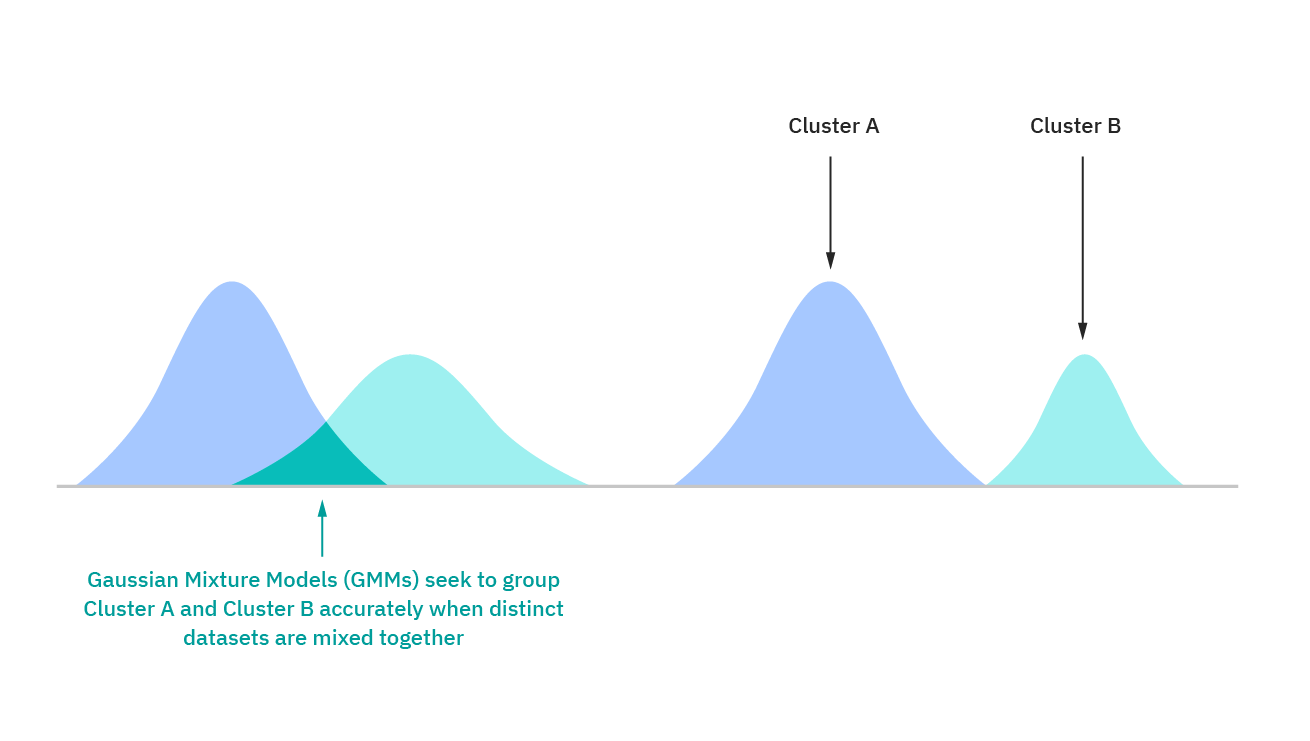 Cluster A
Cluster B
Gaussian Mixture Models (GMMs) seek to group
Cluster A and Cluster B accurately when distinct
datasets are mixed together